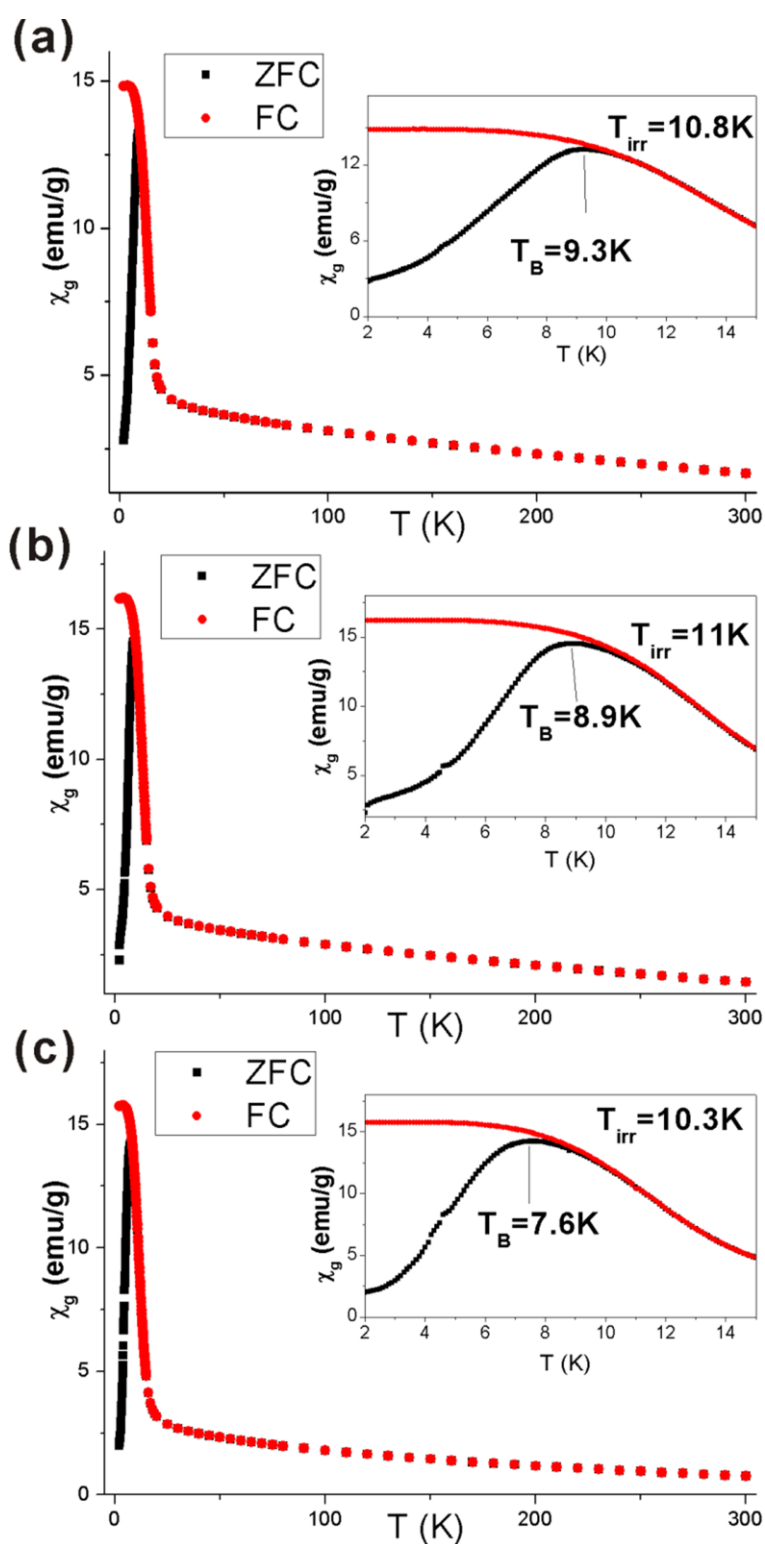 (a)
ZFC
FC
χg (emu/g)
15
10
5
0
100
200
300
T (K)
Tirr=10.8K
TB=9.3K
χg (emu/g)
12
6
0
2
4
6
8
10
12
14
T (K)
(b)
ZFC
FC
χg (emu/g)
15
10
5
0
100
200
300
T (K)
Tirr=11K
TB=8.9K
χg (emu/g)
15
10
5
2
4
6
8
10
12
14
T (K)
(c)
ZFC
FC
χg (emu/g)
15
10
5
0
0
100
200
300
T (K)
Tirr=10.3K
TB=7.6K
χg (emu/g)
15
10
5
0
2
4
6
8
10
12
14
T (K)